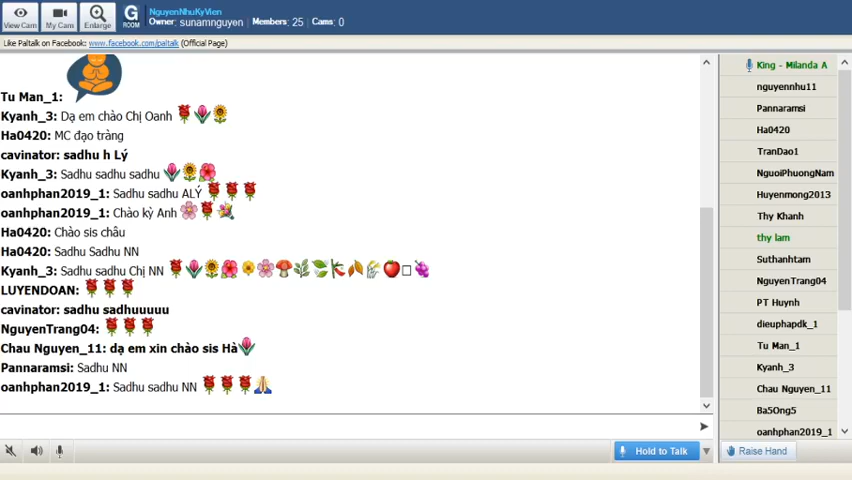 View Cam
My Cam
Enlarge
G
ROOM
NguyenNhuKyVien
Owner: sunamnguyen Members: 25 Cams: 0
Like Paltalk on Facebook: www.facebook.com/paltalk (Official Page)
Tu Man_1:
Kyanh_3: Dạ em chào Chị Oanh
Ha0420: MC đạo tràng
cavinator: sadhu h Lý
Kyanh_3: Sadhu sadhu sadhu
oanhphan2019_1: Sadhu sadhu ALÝ
oanhphan2019_1: Chào kỳ Anh
Ha0420: Chào sis châu
Ha0420: Sadhu Sadhu NN
Kyanh_3: Sadhu sadhu Chị NN
LUYENDOAN:
cavinator: sadhu sadhuuuuu
NguyenTrang04:
Chau Nguyen_11: dạ em xin chào sis Hà
Pannaramsi: Sadhu NN
oanhphan2019_1: Sadhu sadhu NN
Hold to Talk
King - Milanda A
nguyennhu11
Pannaramsi
Ha0420
TranDao1
NguoiPhuongNam
Huyenmong2013
Thy Khanh
thy lam
Suthanhtam
NguyenTrang04
PT Huynh
dieuphapdk_1
Tu Man_1
Kyanh_3
Chau Nguyen_11
Ba5Ong5
oanhphan2019_1
Raise Hand